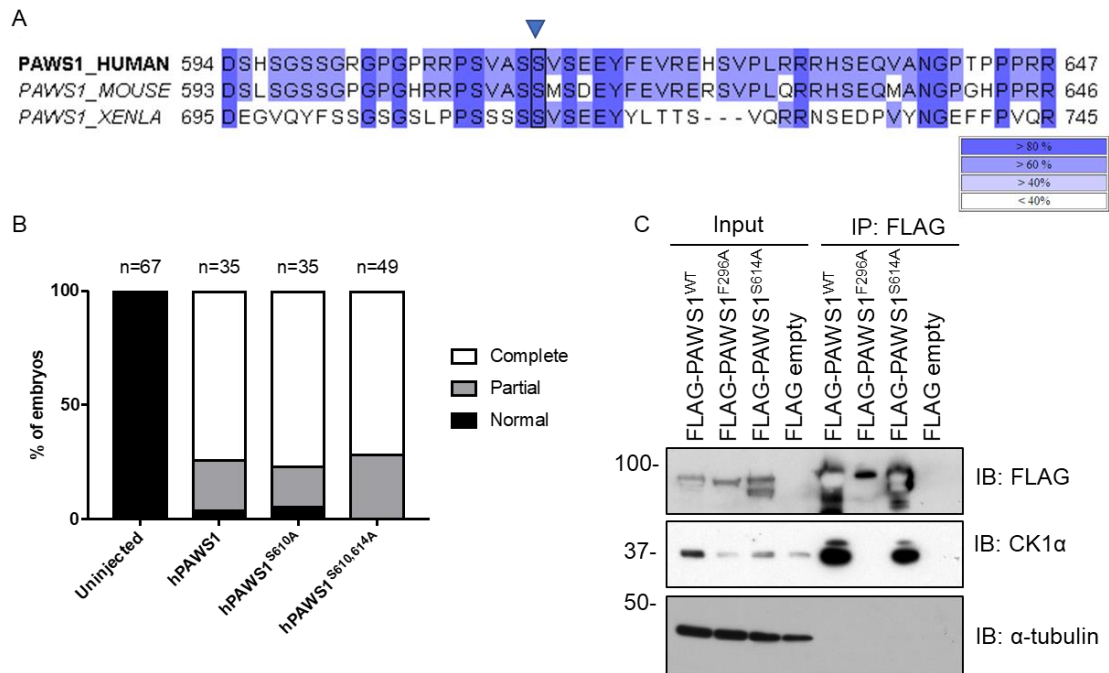 A
PAWS1_HUMAN 594 DSHSGSSGRGPGPRRPSVASSVSEEYFEVREHSVPLRRRHSEQVANGPTPPPRR 647
PAWS1_MOUSE 593 DSLSGSSGPGPGHRRPSVASSMSDEYFEVRERSVPLQRRHSEQMANGPGHPPRR 646
PAWS1_XENLA 695 DEGVQYFSSGSGSLPPSSSSSVSEEYYLTTS---VQRRNSEDPVYNGEFFPVQR 745
> 80 %
> 60 %
> 40%
< 40%
B
n=67 n=35 n=35 n=49
100
50
0
% of embryos
Complete
Partial
Normal
Uninjected
hPAWS1
hPAWS1S610A
hPAWS1S610,614A
C
Input IP: FLAG
FLAG-PAWS1WT
FLAG-PAWS1F296A
FLAG-PAWS1S614A
FLAG empty
FLAG-PAWS1WT
FLAG-PAWS1F296A
FLAG-PAWS1S614A
FLAG empty
100- IB: FLAG
37- IB: CK1α
50- IB: α-tubulin